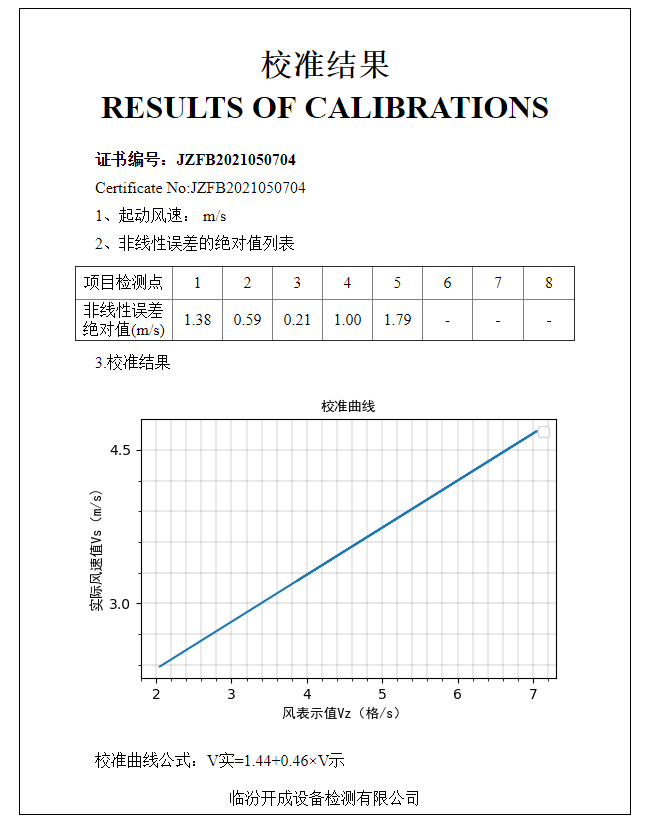 校准结果
RESULTS OF CALIBRATIONS
证书编号：JZFB2021050704
Certificate No:JZFB2021050704
1、起动风速： m/s
2、非线性误差的绝对值列表
项目检测点 1 2 3 4 5 6 7 8
非线性误差
绝对值(m/s) 1.38 0.59 0.21 1.00 1.79 - - -
3.校准结果
校准曲线
4.5
3.0
实际风速值Vs（m/s）
2 3 4 5 6 7
风表示值Vz（格/s）
校准曲线公式：V实=1.44+0.46×V示
临汾开成设备检测有限公司